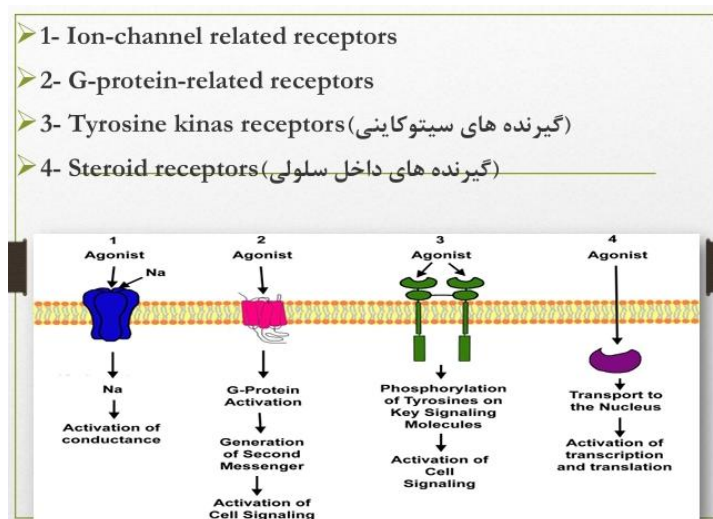 1- Ion-channel related receptors
2- G-protein-related receptors
3- Tyrosine kinas receptors(گیرنده های سیتوکاینی)
4- Steroid receptors(گیرنده های داخل سلولی)
1
Agonist
Na
Na
Activation of
conductance
2
Agonist
G-Protein
Activation
Generation
of Second
Messenger
Activation of
Cell Signaling
3
Agonist
Phosphorylation
of Tyrosines on
Key Signaling
Molecules
Activation of
Cell
Signaling
4
Agonist
Transport to
the Nucleus
Activation of
transcription
and translation